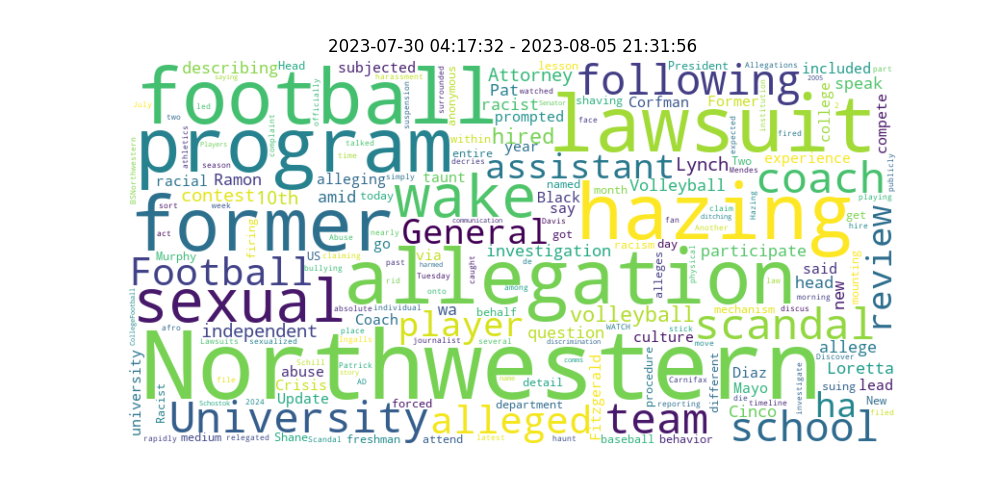 2023-07-30 04:17:32 - 2023-08-05 21:31:56
describing Head subjected football Attorney following President Allegations 2005 part included
saying harassment lesson speak
July led two officially suspension surrounded anonymous Pat watched racist shaving Corfman Former institution college compete
program prompted face lawsuit
Players complaint talked time within hired year expected fired
athletics season entire decries assistant Lynch Two experience publicly
racial Ramon alleging simply taunt named Volleyball Mendes coach
contest 10th amid today wake Black month claim playing
sort week say hazing ditching Hazing get hire
former act firing Abuse nearly go General communication Davis got fan Another review
Murphy US claiming via investigation racism day participate
Football bullying past Tuesday caught de alleges physical said mounting
rid harmed onto among allegation law head new
sexual absolute individual behalf wa volleyball mechanism morning discus
CollegeFootball afro independent Coach player question culture scandal
Lawsuits sexualized place journalist several WATCH stick discrimination move allege
Northwestern Ingalls Discover
university Schill Patrick comms procedure different Diaz investigate Loretta
Racist abuse story AD Crisis detail name Carnifax Mayo suing lead
file Update forced department Fitzgerald reporting die timeline New
Schostok 2024 University alleged team Cinco ha filed
rapidly medium relegated Shane Scandal freshman attend latest haunt baseball behavior school